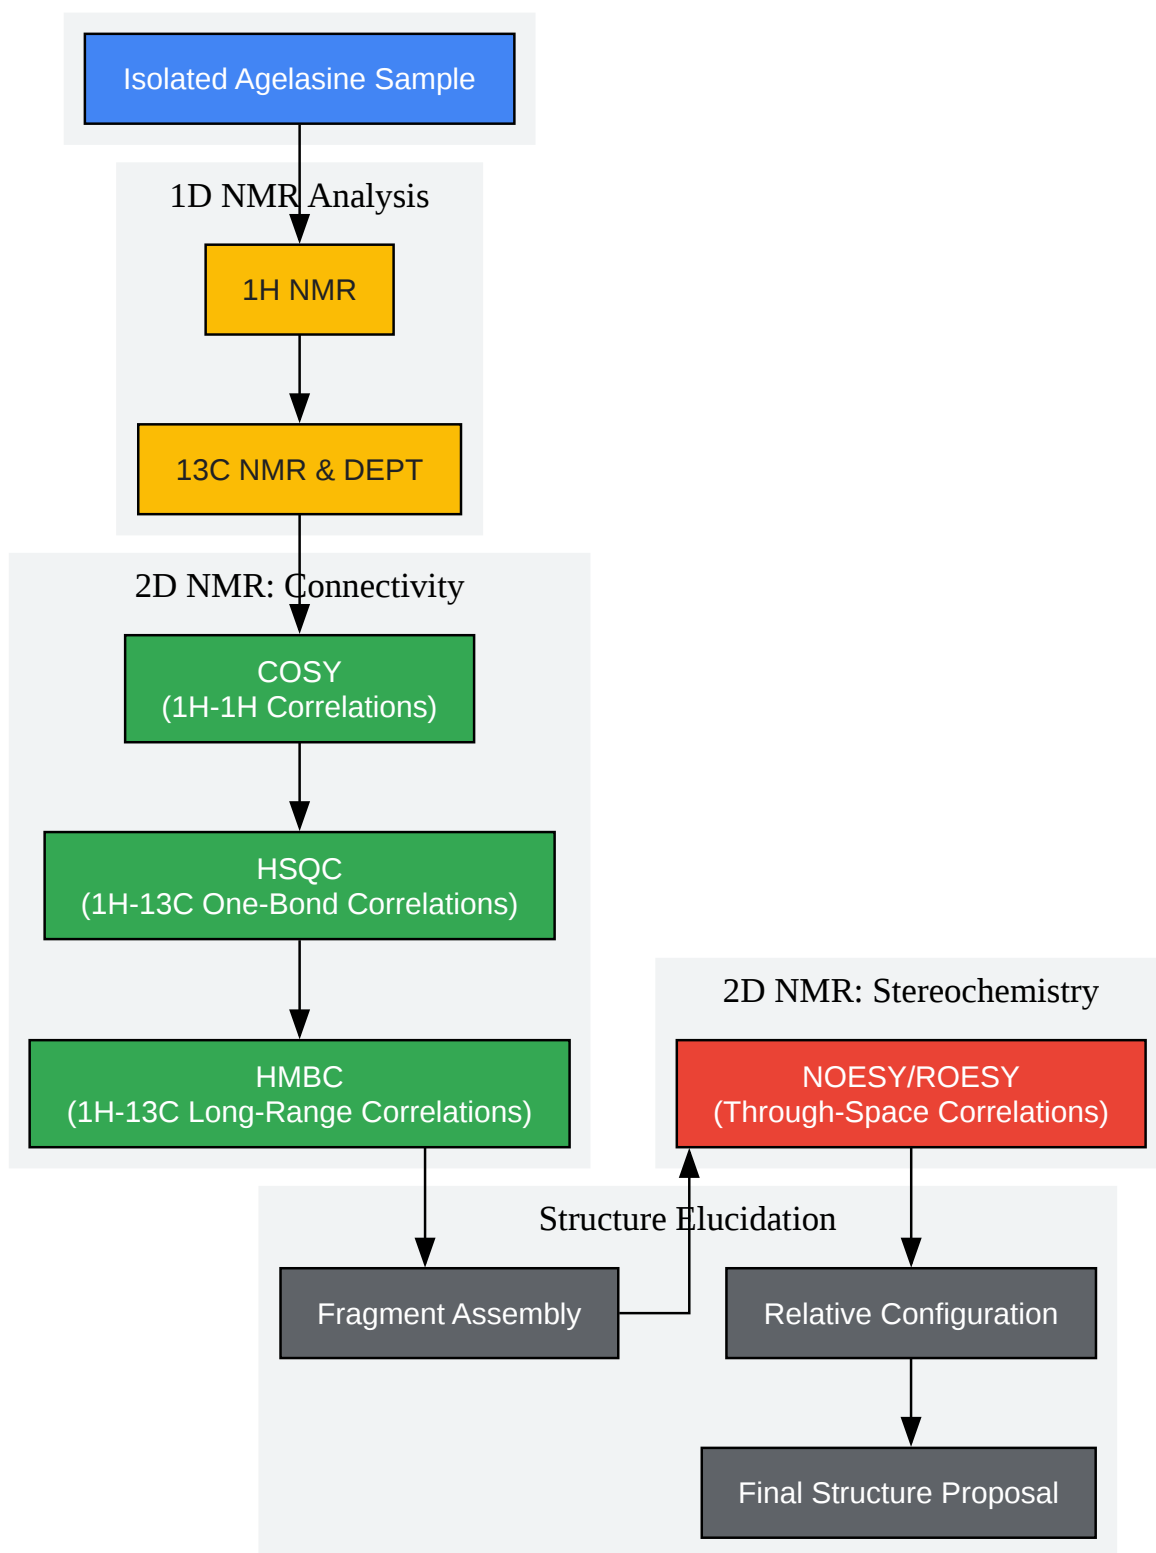 Isolated Agelasine Sample
1D NMR Analysis
1H NMR
13C NMR & DEPT
2D NMR: Connectivity
COSY
(1H-1H Correlations)
HSQC
(1H-13C One-Bond Correlations)
HMBC
(1H-13C Long-Range Correlations)
2D NMR: Stereochemistry
NOESY/ROESY
(Through-Space Correlations)
Structure Elucidation
Fragment Assembly
Relative Configuration
Final Structure Proposal